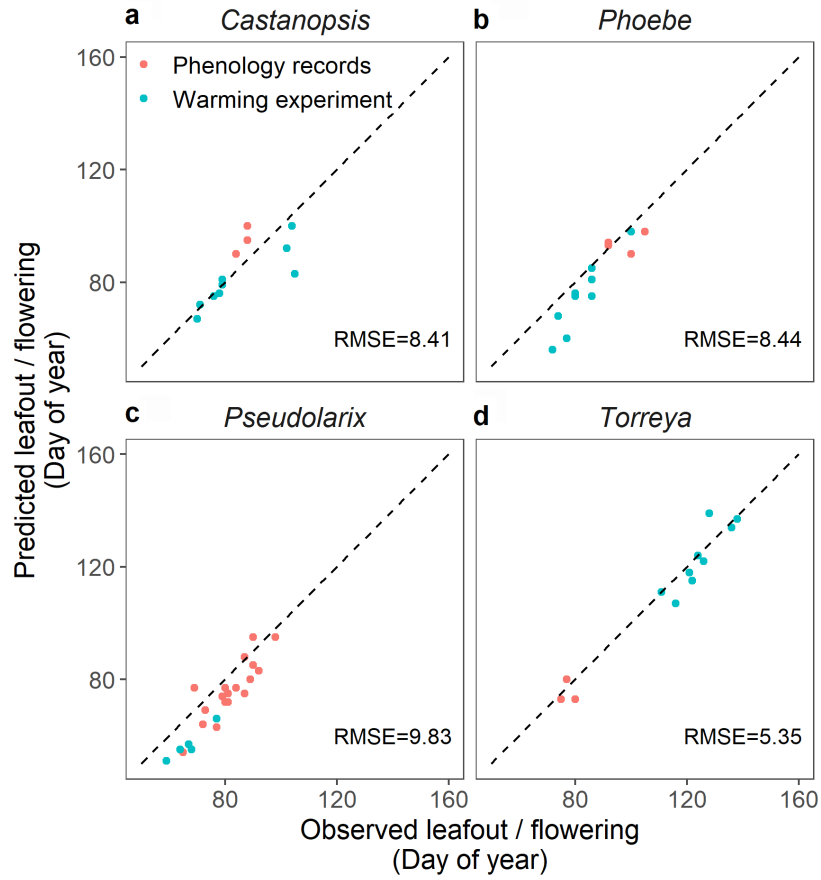 a Castanopsis
b Phoebe
160
120
80
Phenology records
Warming experiment
RMSE=8.41
RMSE=8.44
c Pseudolarix
d Torreya
160
120
80
RMSE=9.83
RMSE=5.35
80 120 160
80 120 160
Predicted leafout / flowering
(Day of year)
Observed leafout / flowering
(Day of year)